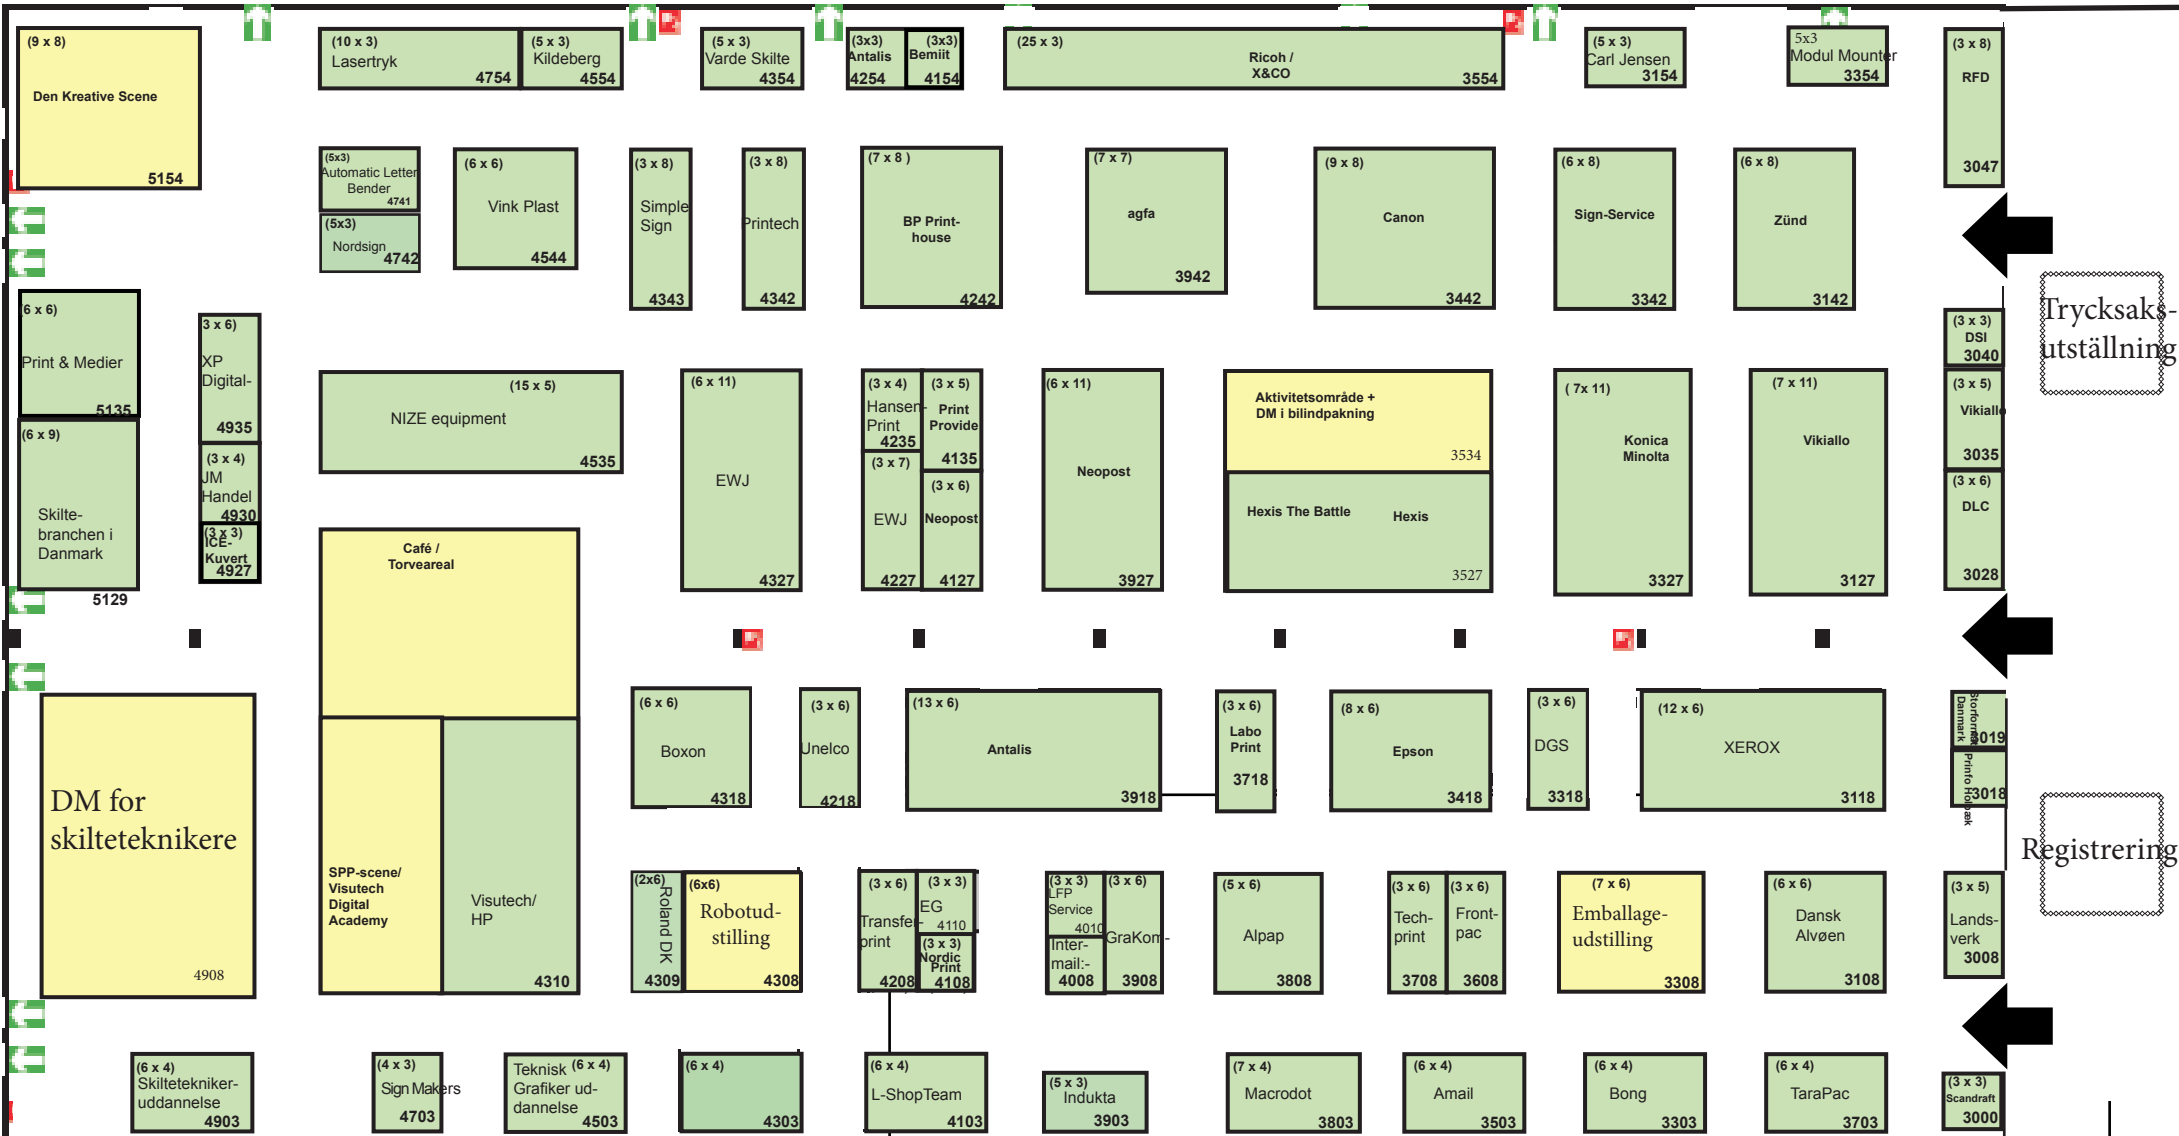 (9 x 8)
Den Kreative Scene
5154
(10 x 3)
Lasertryk
4754
(5 x 3)
Kildeberg
4554
(5 x 3)
Varde Skilte
4354
(3x3)
Antalis
4254
(3x3)
Bemiit
4154
(25 x 3)
Ricoh /
X&CO
3554
(5 x 3)
Carl Jensen
3154
5x3
Modul Mounter
3354
(3 x 8)
RFD
3047
(5x3)
Automatic Letter
Bender
4741
(5x3)
Nordsign
4742
(6 x 6)
Vink Plast
4544
(3 x 8)
Simple
Sign
4343
(3 x 8)
Printech
4342
(7 x 8 )
BP Print-
house
4242
(7 x 7)
agfa
3942
(9 x 8)
Canon
3442
(6 x 8)
Sign-Service
3342
(6 x 8)
Zünd
3142
Trycksaks-
utställning
(6 x 6)
Print & Medier
5135
(6 x 9)
Skilte-
branchen i
Danmark
5129
3 x 6)
XP
Digital-
4935
(3 x 4)
JM
Handel
4930
(3 x 3)
ICE-
Kuvert
4927
(15 x 5)
NIZE equipment
4535
(6 x 11)
EWJ
4327
(3 x 4)
Hansen-
Print
4235
(3 x 5)
Print
Provide
4135
(3 x 7)
EWJ
4227
(3 x 6)
Neopost
4127
(6 x 11)
Neopost
3927
Aktivitetsområde +
DM i bilindpakning
3534
Hexis The Battle
Hexis
3527
( 7x 11)
Konica
Minolta
3327
(7 x 11)
Vikiallo
3127
(3 x 3)
DSI
3040
(3 x 5)
Vikiallo
3035
(3 x 6)
DLC
3028
Café /
Torveareal
DM for
skilteteknikere
4908
SPP-scene/
Visutech
Digital
Academy
Visutech/
HP
4310
(6 x 6)
Boxon
4318
(3 x 6)
Unelco
4218
(13 x 6)
Antalis
3918
(3 x 6)
Labo
Print
3718
(8 x 6)
Epson
3418
(3 x 6)
DGS
3318
(12 x 6)
XEROX
3118
Danmark
3019
3018
Registrering
(2x6)
Roland DK
4309
(6x6)
Robotud-
stilling
4308
(3 x 6)
Transfer-
print
4208
(3 x 3)
EG
4110
(3 x 3)
Nordic
Print
4108
(3 x 3)
LFP
Service
4010
Inter-
mail:-
4008
(3 x 6)
GraKom-
3908
(5 x 6)
Alpap
3808
(3 x 6)
Tech-
print
3708
(3 x 6)
Front-
pac
3608
(7 x 6)
Emballage-
udstilling
3308
(6 x 6)
Dansk
Alvøen
3108
(3 x 5)
Lands-
verk
3008
(6 x 4)
Skiltetekniker-
uddannelse
4903
(4 x 3)
Sign Makers
4703
Teknisk (6 x 4)
Grafiker ud-
dannelse
4503
(6 x 4)
4303
(6 x 4)
L-ShopTeam
4103
(5 x 3)
Indukta
3903
(7 x 4)
Macrodot
3803
(6 x 4)
Amail
3503
(6 x 4)
Bong
3303
(6 x 4)
TaraPac
3703
(3 x 3)
Scandraft
3000